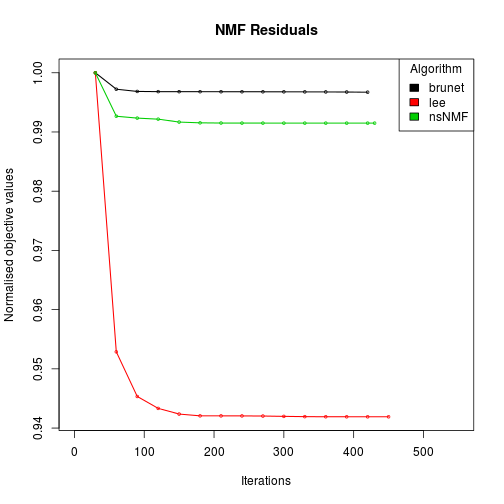 NMF Residuals
Algorithm
brunet
lee
nsNMF
Normalised objective values
1.00
0.99
0.98
0.97
0.96
0.95
0.94
0 100 200 300 400 500
Iterations